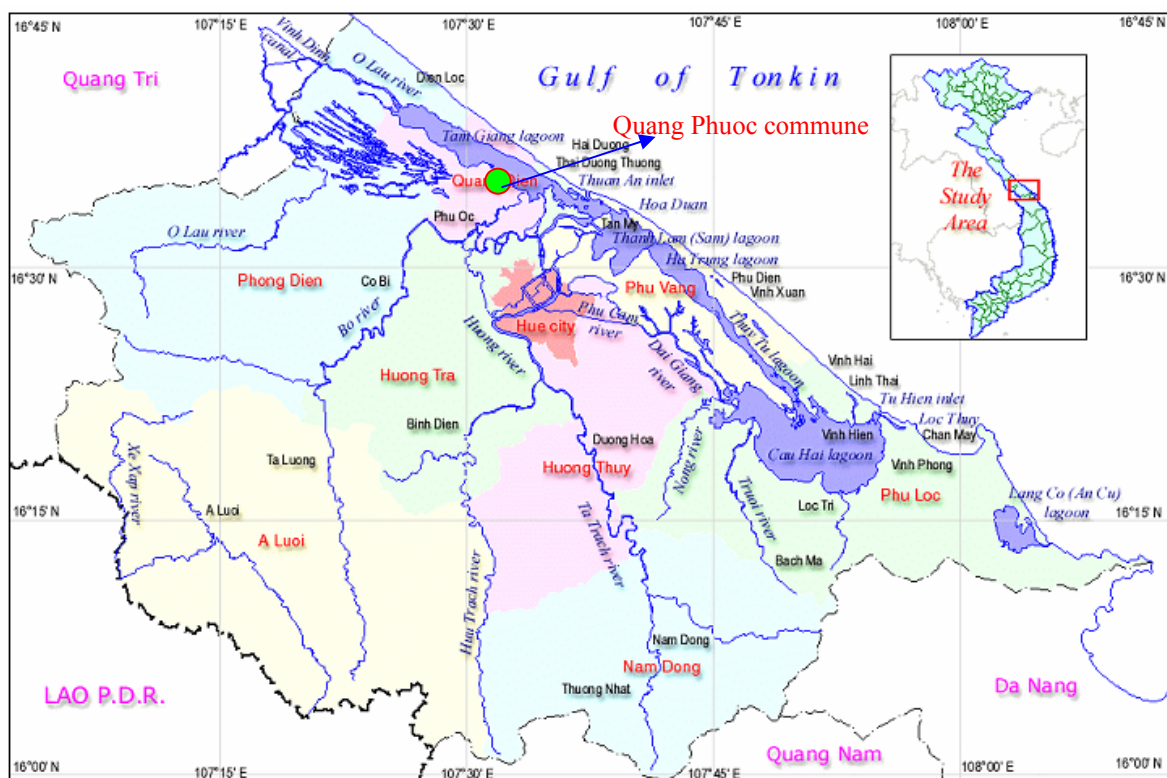 16°45' N
107°15' E
107°30' E
107°45' E
108°00' E
16°45' N
Vinh Dinh
canal
O Lau river
Quang Tri
Dien Loc
Gulf of Tonkin
Tam Giang lagoon
Quang Phuoc commune
Hai Duong
Thai Duong Thuong
Thuan An inlet
Quang Dien
Hoa Duan
The
Study
Area
Phu Oc
Tan My
O Lau river
Thanh Lam (Sam) lagoon
Ha Trung lagoon
16°30' N
Phong Dien
Co Bi
Phu Vang
Phu Dien
Vinh Xuan
16°30' N
Bo river
Hue city
Phu Cam
river
Huong river
Thuy Tu lagoon
Dai Giang
river
Huong Tra
Vinh Hai
Linh Thai
Tu Hien inlet
Binh Dien
Loc Thuy
Duong Hoa
Vinh Hien
Chan May
Cau Hai lagoon
Ta Luong
Huong Thuy
Nong river
Vinh Phong
Xe Xap river
Truoi river
Phu Loc
Lang Co (An Cu)
lagoon
A Luoi
Loc Tri
16°15' N
A Luoi
Ta Trach river
16°15' N
Bach Ma
Huu Trach river
Nam Dong
Nam Dong
LAO P.D.R.
Thuong Nhat
Da Nang
Quang Nam
16°00' N
107°15' E
107°30' E
107°45' E
108°00' E
16°00' N